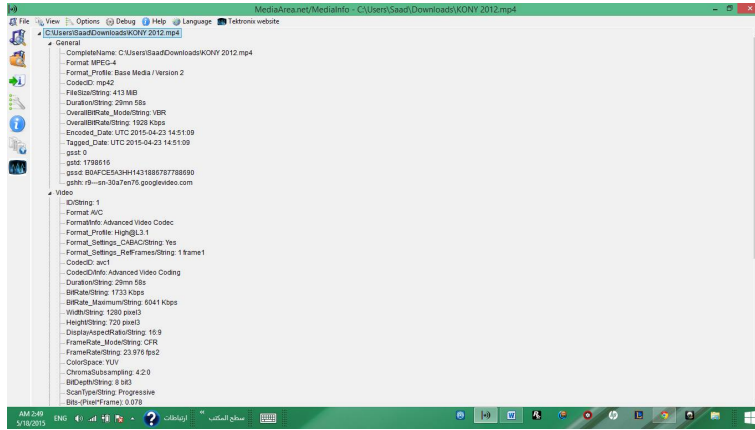 MediaArea.net/MediaInfo - C:\Users\Saad\Downloads\KONY 2012.mp4
File View Options Debug Help Language Tektronix website
C:\Users\Saad\Downloads\KONY 2012.mp4
General
CompleteName: C:\Users\Saad\Downloads\KONY 2012.mp4
Format: MPEG-4
Format_Profile: Base Media / Version 2
CodecID: mp42
FileSize/String: 413 MiB
Duration/String: 29mn 58s
OverallBitRate_Mode/String: VBR
OverallBitRate/String: 1928 Kbps
Encoded_Date: UTC 2015-04-23 14:51:09
Tagged_Date: UTC 2015-04-23 14:51:09
gsst: 0
gstd: 1798616
gssd: B0AFCE5A3HH1431886787788690
gshh: r9---sn-30a7en76.googlevideo.com
Video
ID/String: 1
Format: AVC
Format/Info: Advanced Video Codec
Format_Profile: High@L3.1
Format_Settings_CABAC/String: Yes
Format_Settings_RefFrames/String: 1 frame1
CodecID: avc1
CodecID/Info: Advanced Video Coding
Duration/String: 29mn 58s
BitRate/String: 1733 Kbps
BitRate_Maximum/String: 6041 Kbps
Width/String: 1280 pixel3
Height/String: 720 pixel3
DisplayAspectRatio/String: 16:9
FrameRate_Mode/String: CFR
FrameRate/String: 23.976 fps2
ColorSpace: YUV
ChromaSubsampling: 4:2:0
BitDepth/String: 8 bit3
ScanType/String: Progressive
Bits-(Pixel*Frame): 0.078
AM 2:49
5/18/2015
ENG
ارتباطات
سطح المكتب